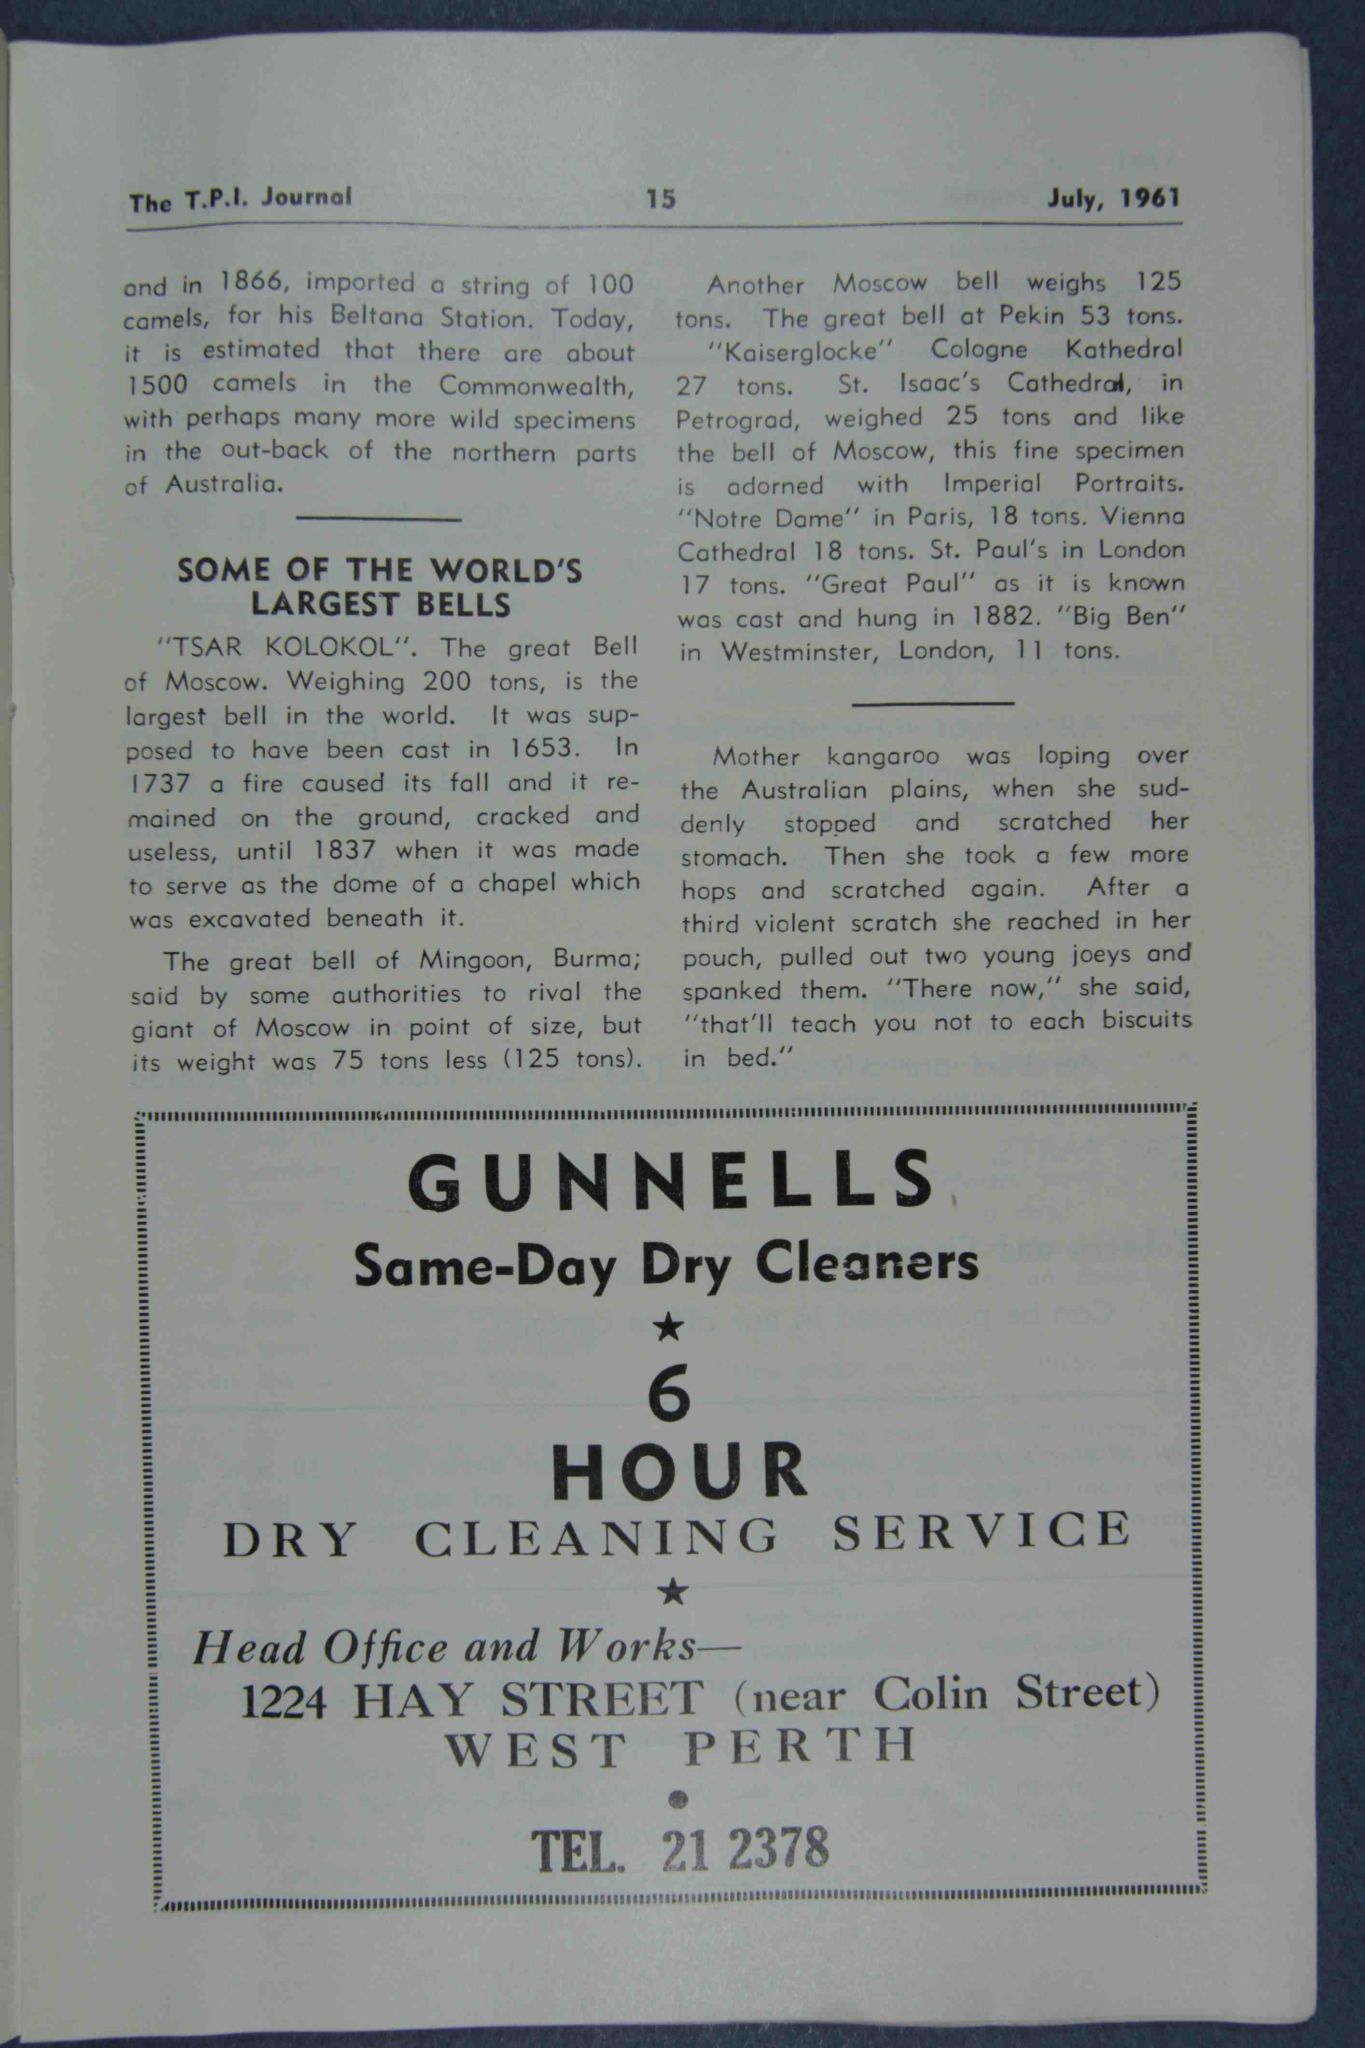 The T.P.I. Journal 15 July, 1961
and in 1866, imported a string of 100
camels, for his Beltana Station. Today,
it is estimated that there are about
1500 camels in the Commonwealth,
with perhaps many more wild specimens
in the out-back of the northern parts
of Australia.
SOME OF THE WORLD'S
LARGEST BELLS
"TSAR KOLOKOL". The great Bell
of Moscow. Weighing 200 tons, is the
largest bell in the world. It was sup-
posed to have been cast in 1653. In
1737 a fire caused its fall and it re-
mained on the ground, cracked and
useless, until 1837 when it was made
to serve as the dome of a chapel which
was excavated beneath it.
The great bell of Mingoon, Burma;
said by some authorities to rival the
giant of Moscow in point of size, but
its weight was 75 tons less (125 tons).
Another Moscow bell weighs 125
tons. The great bell at Pekin 53 tons.
"Kaiserglocke" Cologne Kathedral
27 tons. St. Isaac's Cathedral, in
Petrograd, weighed 25 tons and like
the bell of Moscow, this fine specimen
is adorned with Imperial Portraits.
"Notre Dame" in Paris, 18 tons. Vienna
Cathedral 18 tons. St. Paul's in London
17 tons. "Great Paul" as it is known
was cast and hung in 1882. "Big Ben"
in Westminster, London, 11 tons.
Mother kangaroo was loping over
the Australian plains, when she sud-
denly stopped and scratched her
stomach. Then she took a few more
hops and scratched again. After a
third violent scratch she reached in her
pouch, pulled out two young joeys and
spanked them. "There now," she said,
"that'll teach you not to each biscuits
in bed."
GUNNELLS
Same-Day Dry Cleaners
★
6
HOUR
DRY CLEANING SERVICE
★
Head Office and Works—
1224 HAY STREET (near Colin Street)
WEST PERTH
●
TEL. 21 2378